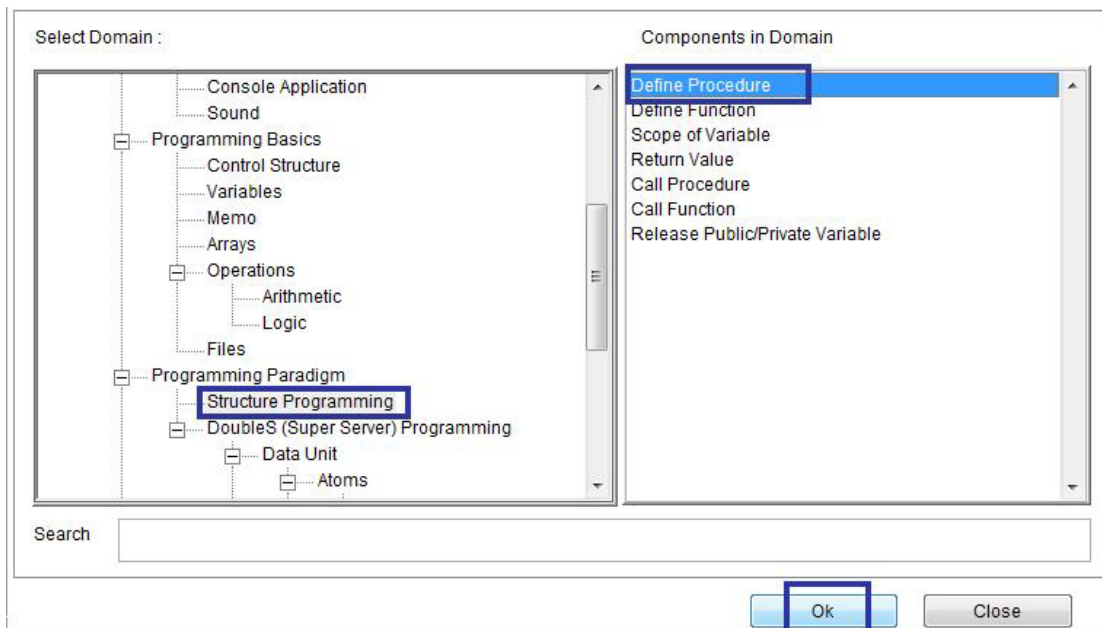 Select Domain :
Components in Domain
Console Application
Sound
Programming Basics
Control Structure
Variables
Memo
Arrays
Operations
Arithmetic
Logic
Files
Programming Paradigm
Structure Programming
DoubleS (Super Server) Programming
Data Unit
Atoms
Define Procedure
Define Function
Scope of Variable
Return Value
Call Procedure
Call Function
Release Public/Private Variable
Search
Ok
Close